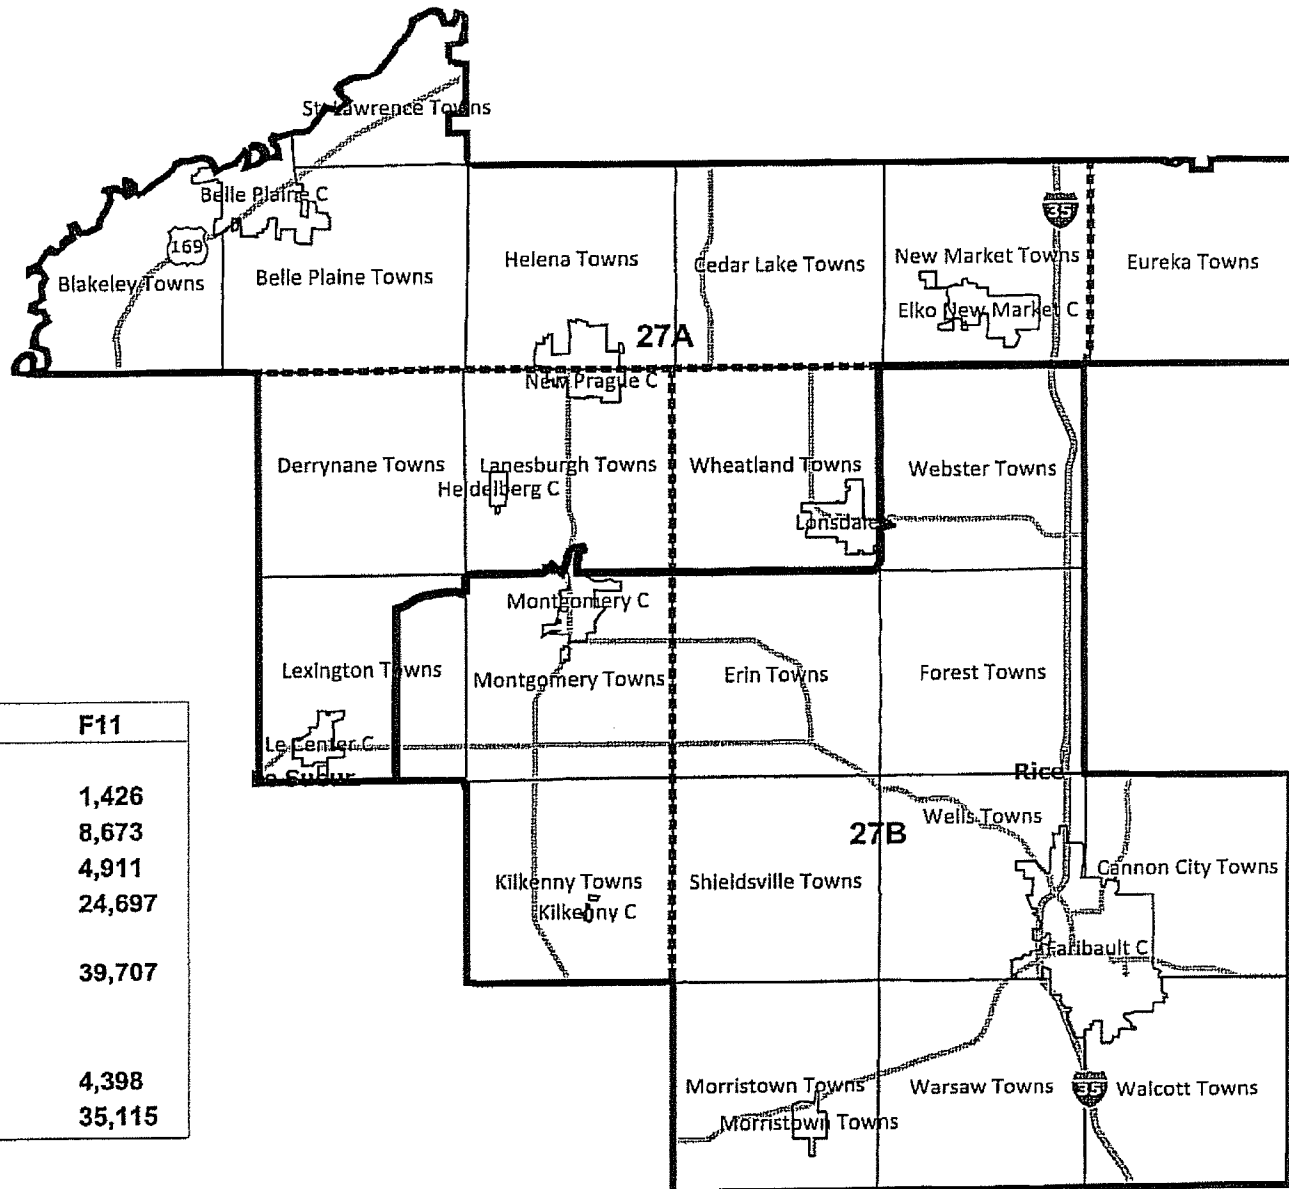 St. Lawrence Towns
Belle Plaine C
169
Blakeley Towns
Belle Plaine Towns
Helena Towns
Cedar Lake Towns
35
New Market Towns
Eureka Towns
Elko New Market C
27A
New Prague C
Derrynane Towns
Lanesburgh Towns
Wheatland Towns
Webster Towns
Heidelberg C
Lonsdale
Montgomery C
Lexington Towns
Montgomery Towns
Erin Towns
Forest Towns
Le Center C
Le Sueur
Rice
F11
1,426
8,673
4,911
24,697
39,707
4,398
35,115
27B
Wells Towns
Cannon City Towns
Kilkenny Towns
Shieldsville Towns
Kilkenny C
Faribault C
Morristown Towns
Warsaw Towns
35
Walcott Towns
Morristown Towns